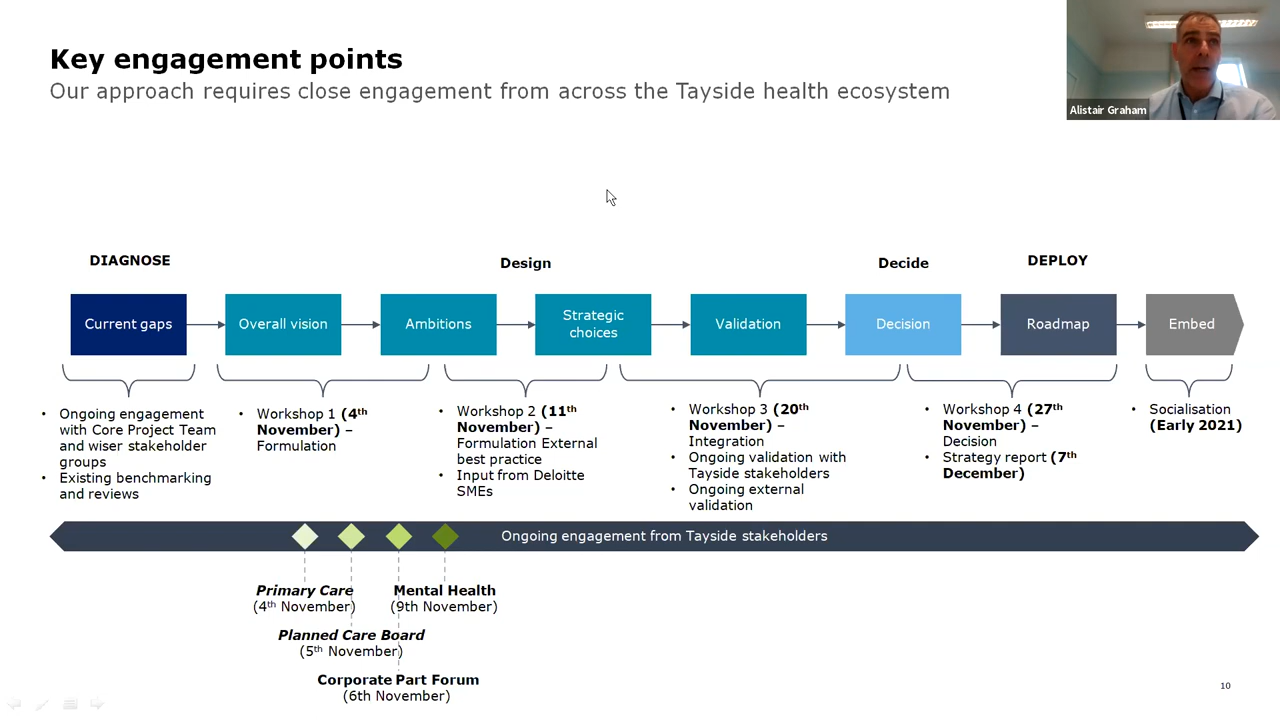 Key engagement points
Our approach requires close engagement from across the Tayside health ecosystem
Alistair Graham
DIAGNOSE
Design
Decide
DEPLOY
Current gaps
Overall vision
Ambitions
Strategic
choices
Validation
Decision
Roadmap
Embed
• Ongoing engagement
with Core Project Team
and wiser stakeholder
groups
• Existing benchmarking
and reviews
• Workshop 1 (4th
November) –
Formulation
• Workshop 2 (11th
November) –
Formulation External
best practice
• Input from Deloitte
SMEs
• Workshop 3 (20th
November) –
Integration
• Ongoing validation with
Tayside stakeholders
• Ongoing external
validation
• Workshop 4 (27th
November) –
Decision
• Strategy report (7th
December)
• Socialisation
(Early 2021)
Ongoing engagement from Tayside stakeholders
Primary Care
(4th November)
Mental Health
(9th November)
Planned Care Board
(5th November)
Corporate Part Forum
(6th November)
10